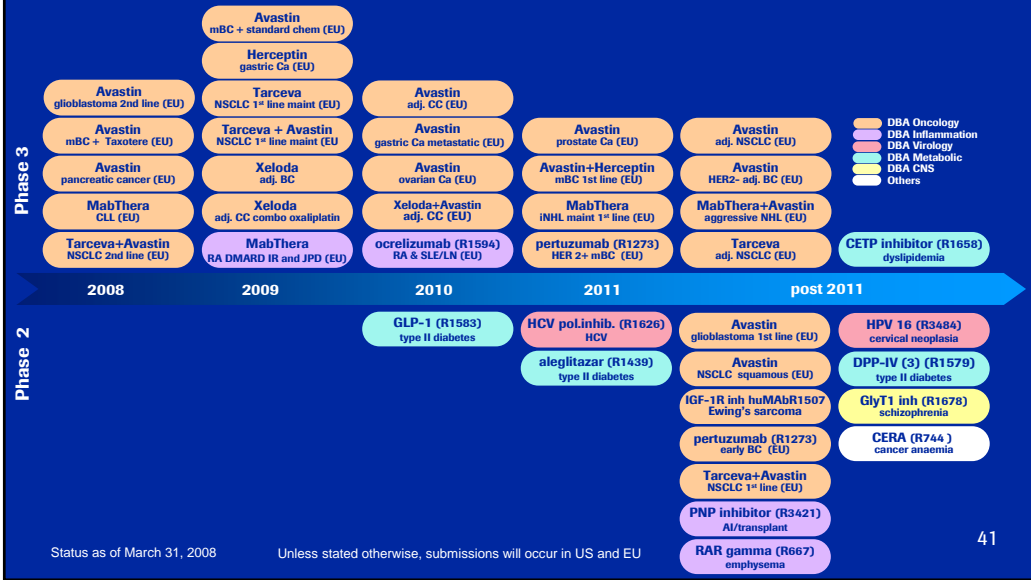 Phase 3
Avastin
glioblastoma 2nd line (EU)
Avastin
mBC + Taxotere (EU)
Avastin
pancreatic cancer (EU)
MabThera
CLL (EU)
Tarceva+Avastin
NSCLC 2nd line (EU)
Avastin
mBC + standard chem (EU)
Herceptin
gastric Ca (EU)
Tarceva
NSCLC 1st line maint (EU)
Tarceva + Avastin
NSCLC 1st line maint (EU
Xeloda
adj. BC
Xeloda
adj. CC combo oxaliplatin
MabThera
RA DMARD IR and JPD (EU)
Avastin
adj. CC (EU)
Avastin
gastric Ca metastatic (EU)
Avastin
ovarian Ca (EU)
Xeloda+Avastin
adj. CC (EU)
ocrelizumab (R1594)
RA & SLE/LN (EU)
Avastin
prostate Ca (EU)
Avastin+Herceptin
mBC 1st line (EU)
MabThera
iNHL maint 1st line (EU)
pertuzumab (R1273)
HER 2+ mBC (EU)
Avastin
adj. NSCLC (EU)
Avastin
HER2- adj. BC (EU)
MabThera+Avastin
aggressive NHL (EU)
Tarceva
adj. NSCLC (EU)
CETP inhibitor (R1658)
dyslipidemia
DBA Oncology
DBA Inflammation
DBA Virology
DBA Metabolic
DBA CNS
Others
2008
2009
2010
2011
post 2011
Phase 2
GLP-1 (R1583)
type II diabetes
HCV pol.inhib. (R1626)
HCV
aleglitazar (R1439)
type II diabetes
Avastin
glioblastoma 1st line (EU)
Avastin
NSCLC squamous (EU)
IGF-1R inh huMAbR1507
Ewing's sarcoma
pertuzumab (R1273)
early BC (EU)
Tarceva+Avastin
NSCLC 1st line (EU)
PNP inhibitor (R3421)
AI/transplant
RAR gamma (R667)
emphysema
HPV 16 (R3484)
cervical neoplasia
DPP-IV (3) (R1579)
type II diabetes
GlyT1 inh (R1678)
schizophrenia
CERA (R744 )
cancer anaemia
Status as of March 31, 2008
Unless stated otherwise, submissions will occur in US and EU
41